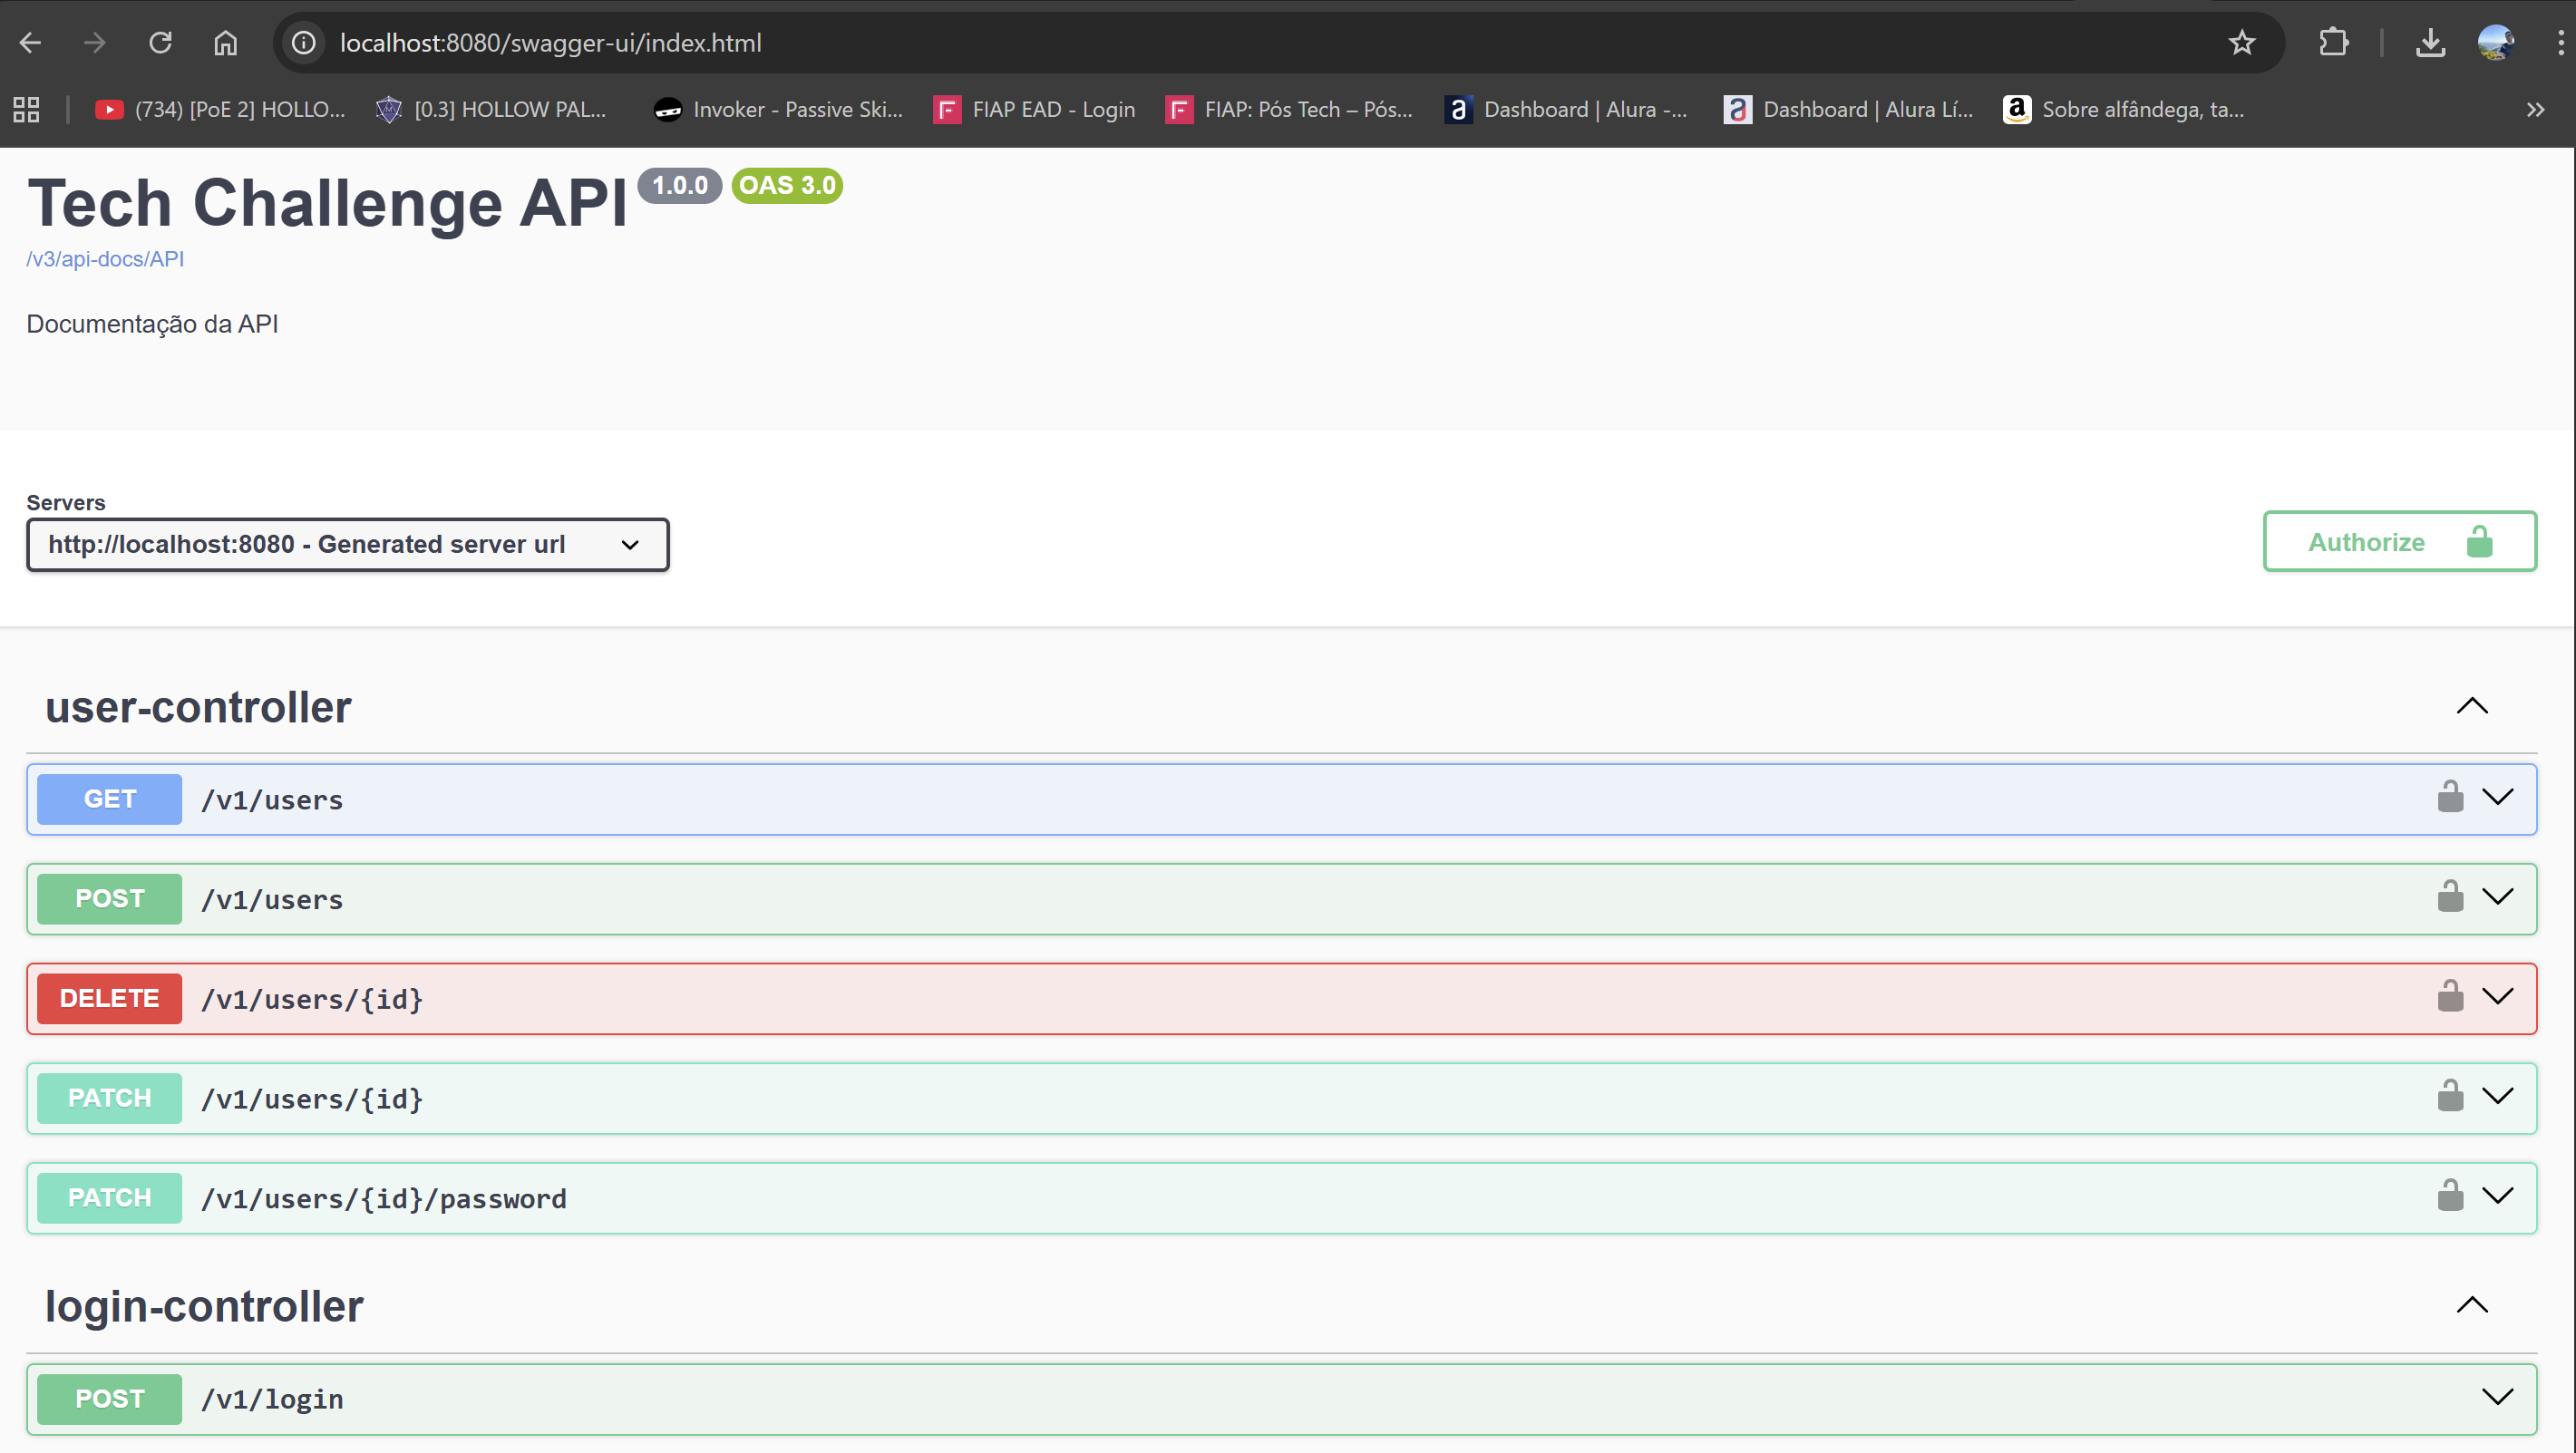 localhost:8080/swagger-ui/index.html
(734) [PoE 2] HOLLO... [0.3] HOLLOW PAL... Invoker - Passive Ski... FIAP EAD - Login FIAP: Pós Tech – Pós... Dashboard | Alura -... Dashboard | Alura Lí... Sobre alfândega, ta...
Tech Challenge API 1.0.0 OAS 3.0
/v3/api-docs/API
Documentação da API
Servers
http://localhost:8080 - Generated server url
Authorize
user-controller
GET /v1/users
POST /v1/users
DELETE /v1/users/{id}
PATCH /v1/users/{id}
PATCH /v1/users/{id}/password
login-controller
POST /v1/login